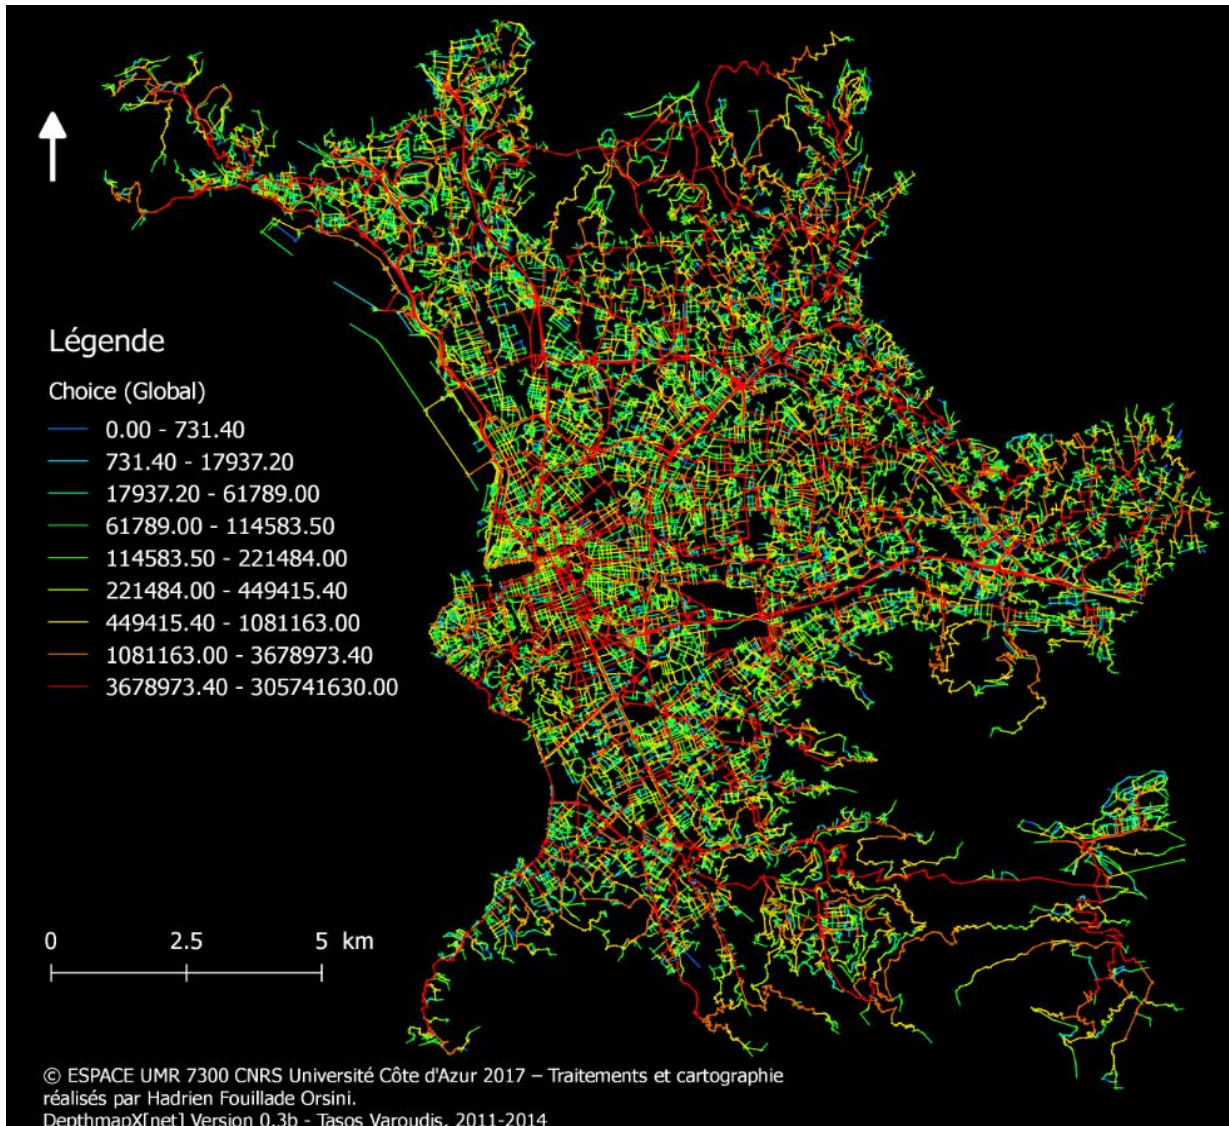 Légende
Choice (Global)
0.00 - 731.40
731.40 - 17937.20
17937.20 - 61789.00
61789.00 - 114583.50
114583.50 - 221484.00
221484.00 - 449415.40
449415.40 - 1081163.00
1081163.00 - 3678973.40
3678973.40 - 305741630.00
0 2.5 5 km
© ESPACE UMR 7300 CNRS Université Côte d'Azur 2017 – Traitements et cartographie
réalisés par Hadrien Fouillade Orsini.
DepthmapX[net] Version 0.3b - Tasos Varoudis, 2011-2014